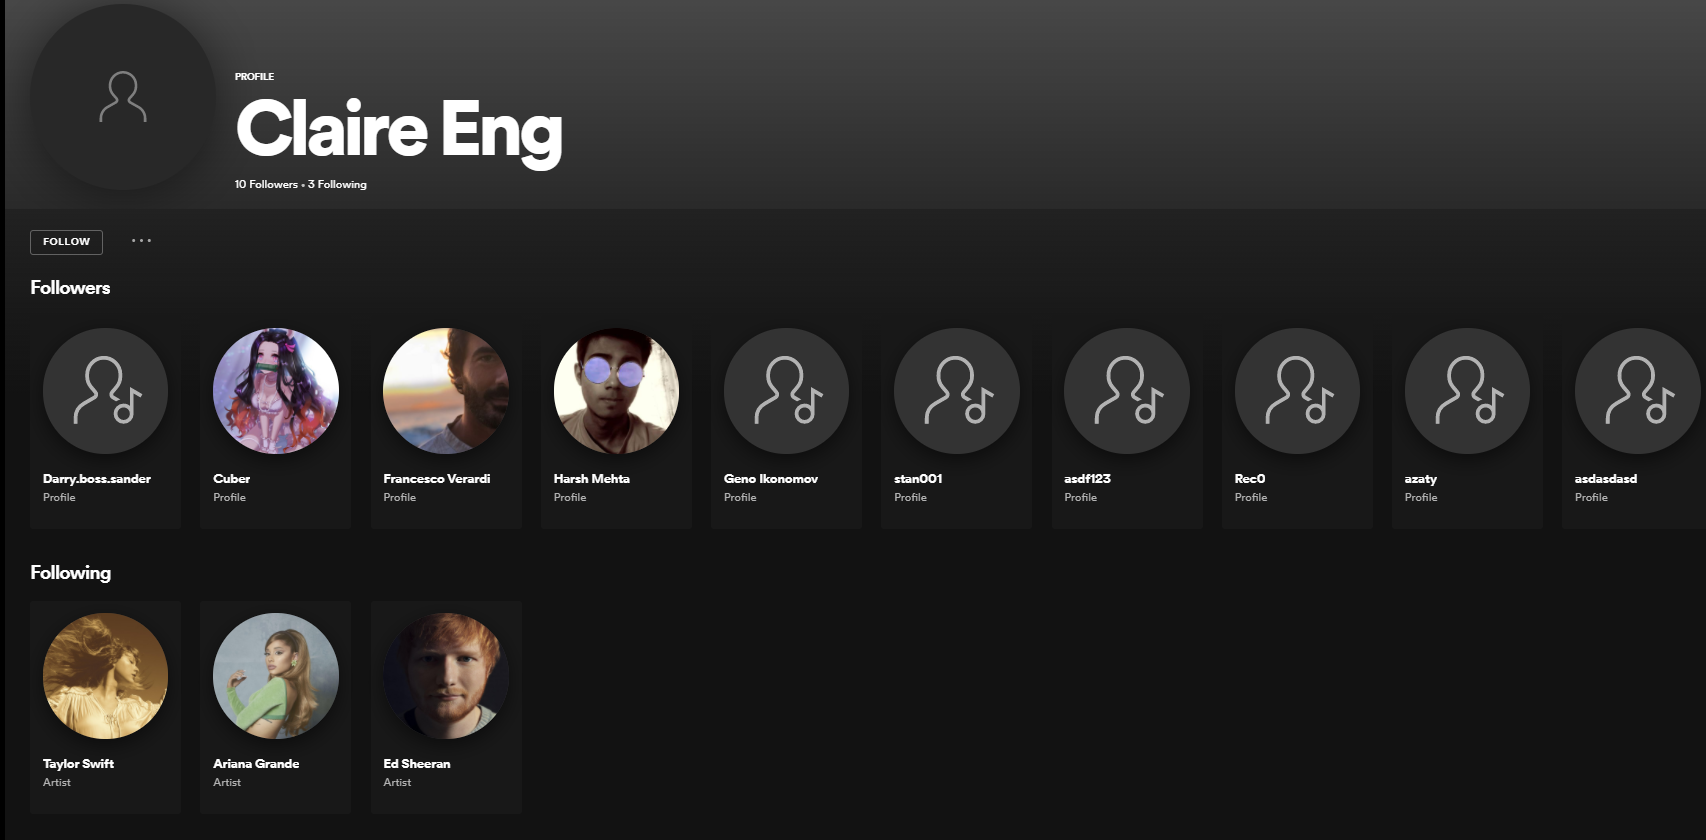 PROFILE
Claire Eng
10 Followers • 3 Following
FOLLOW
Followers
Darry.boss.sander
Profile
Cuber
Profile
Francesco Verardi
Profile
Harsh Mehta
Profile
Geno Ikonomov
Profile
stan001
Profile
asdf123
Profile
Rec0
Profile
azaty
Profile
asdasdasd
Profile
Following
Taylor Swift
Artist
Ariana Grande
Artist
Ed Sheeran
Artist